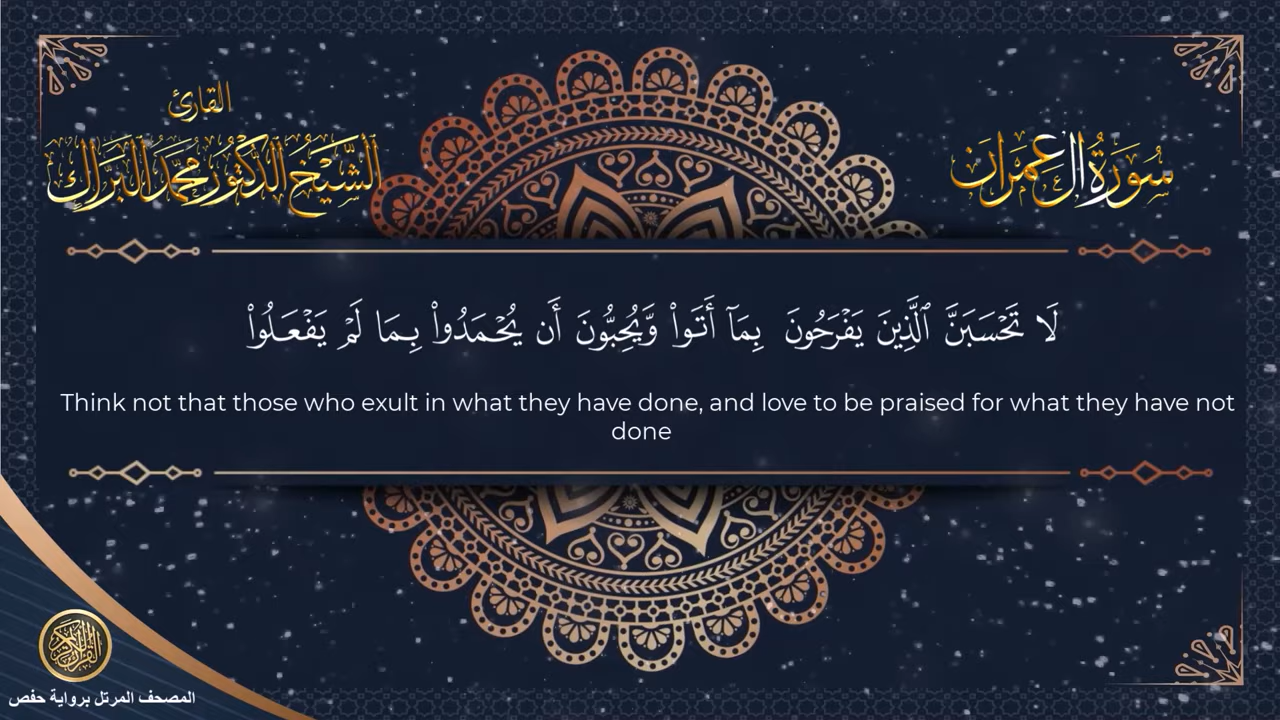 القارئ
الشيخ الدكتور محمد البراك
سورة آل عمران
لَا تَحْسَبَنَّ ٱلَّذِينَ يَفْرَحُونَ بِمَآ أَتَوا۟ وَّيُحِبُّونَ أَن يُحْمَدُوا۟ بِمَا لَمْ يَفْعَلُوا۟
Think not that those who exult in what they have done, and love to be praised for what they have not
done
القرآن الكريم
المصحف المرتل برواية حفص